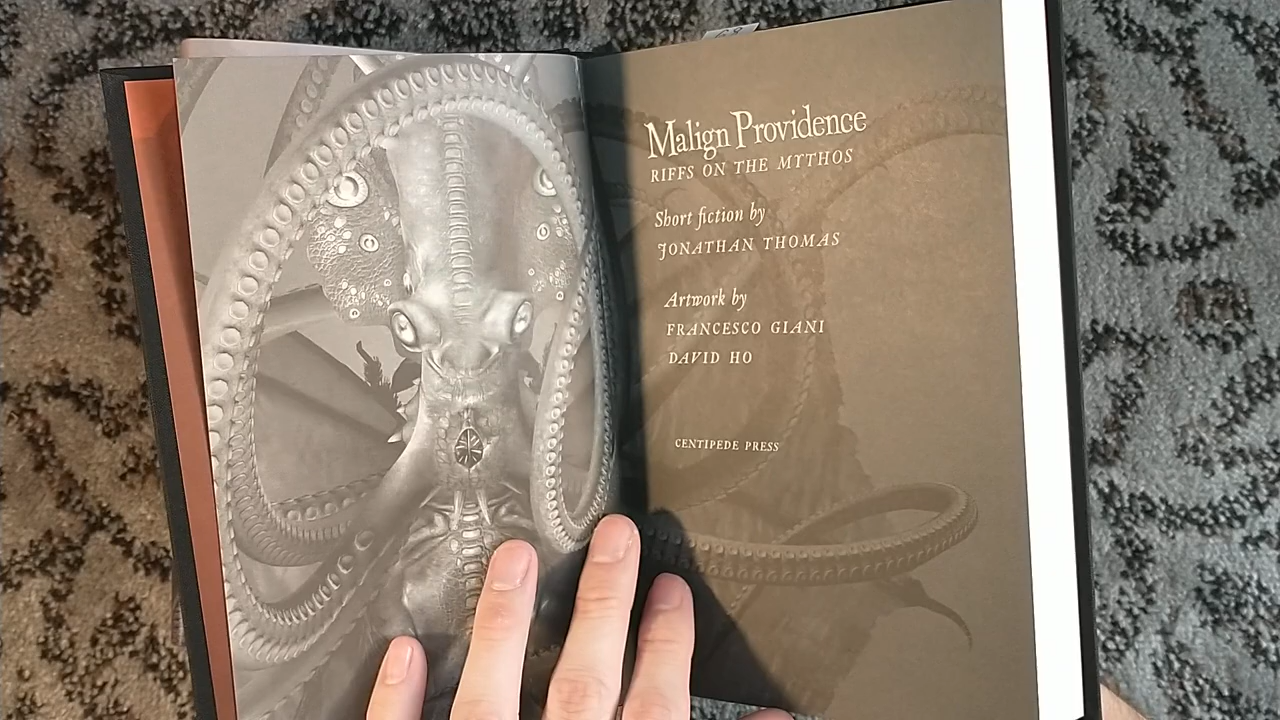 Malign Providence
RIFFS ON THE MYTHOS
Short fiction by
JONATHAN THOMAS
Artwork by
FRANCESCO GIANI
DAVID HO
CENTIPEDE PRESS